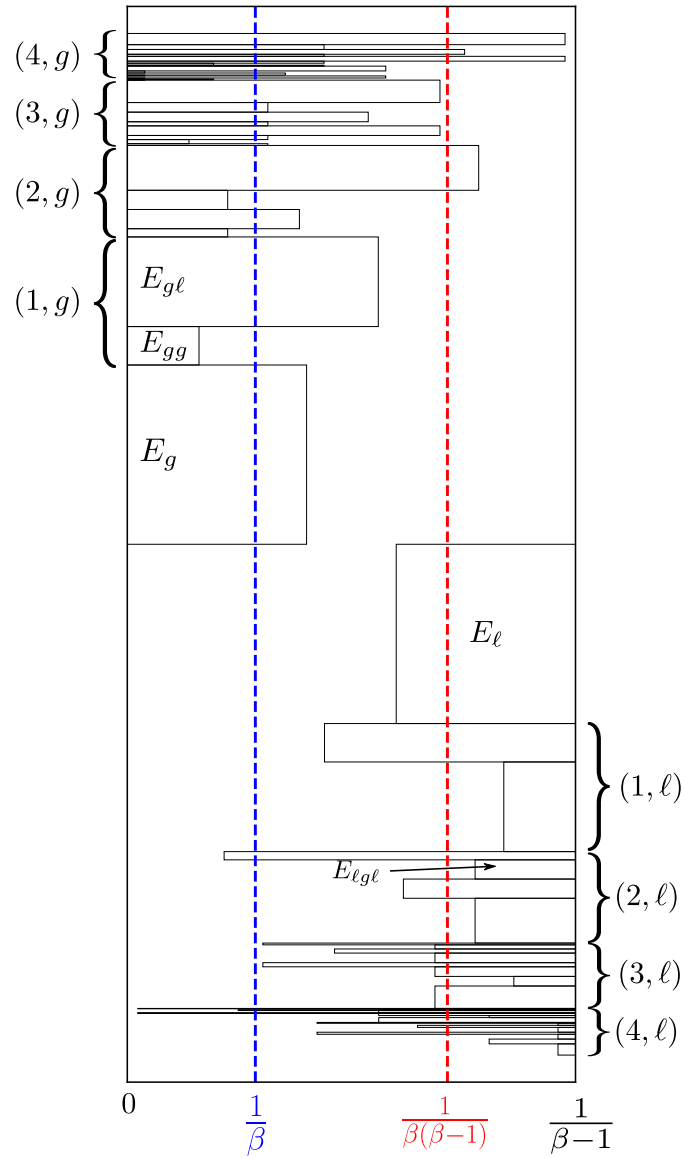 (4, g)
(3, g)
(2, g)
(1, g)
E_{gℓ}
E_{gg}
E_g
E_ℓ
(1, ℓ)
E_{ℓgℓ}
(2, ℓ)
(3, ℓ)
(4, ℓ)
0 1/β 1/(β(β−1)) 1/(β−1)